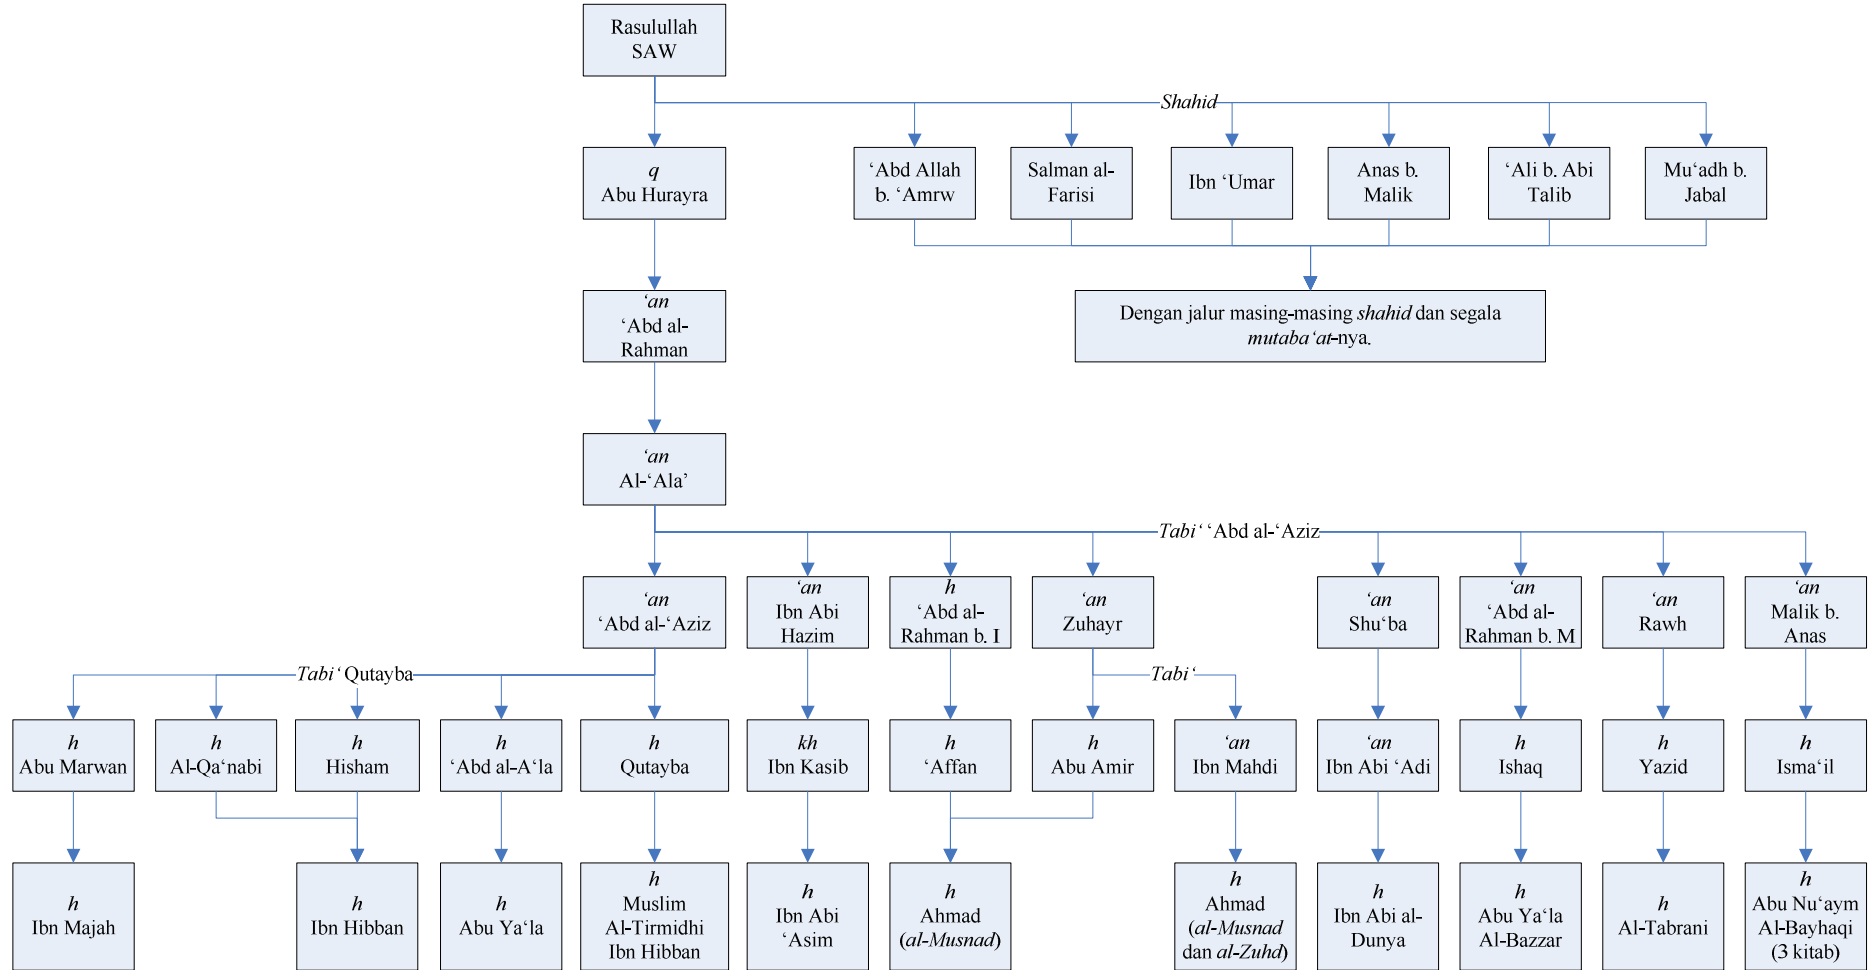 Rasulullah
SAW
Shahid
q
Abu Hurayra
‘Abd Allah
b. ‘Amrw
Salman al-
Farisi
Ibn ‘Umar
Anas b.
Malik
‘Ali b. Abi
Talib
Mu‘adh b.
Jabal
‘an
‘Abd al-
Rahman
Dengan jalur masing-masing shahid dan segala
mutaba‘at-nya.
‘an
Al-‘Ala’
Tabi‘ ‘Abd al-‘Aziz
‘an
‘Abd al-‘Aziz
‘an
Ibn Abi
Hazim
h
‘Abd al-
Rahman b. I
‘an
Zuhayr
‘an
Shu‘ba
‘an
‘Abd al-
Rahman b. M
‘an
Rawh
‘an
Malik b.
Anas
Tabi‘ Qutayba
Tabi‘
h
Abu Marwan
h
Al-Qa‘nabi
h
Hisham
h
‘Abd al-A‘la
h
Qutayba
kh
Ibn Kasib
h
‘Affan
h
Abu Amir
‘an
Ibn Mahdi
‘an
Ibn Abi ‘Adi
h
Ishaq
h
Yazid
h
Isma‘il
h
Ibn Majah
h
Ibn Hibban
h
Abu Ya‘la
h
Muslim
Al-Tirmidhi
Ibn Hibban
h
Ibn Abi
‘Asim
h
Ahmad
(al-Musnad)
h
Ahmad
(al-Musnad
dan al-Zuhd)
h
Ibn Abi al-
Dunya
h
Abu Ya‘la
Al-Bazzar
h
Al-Tabrani
h
Abu Nu‘aym
Al-Bayhaqi
(3 kitab)